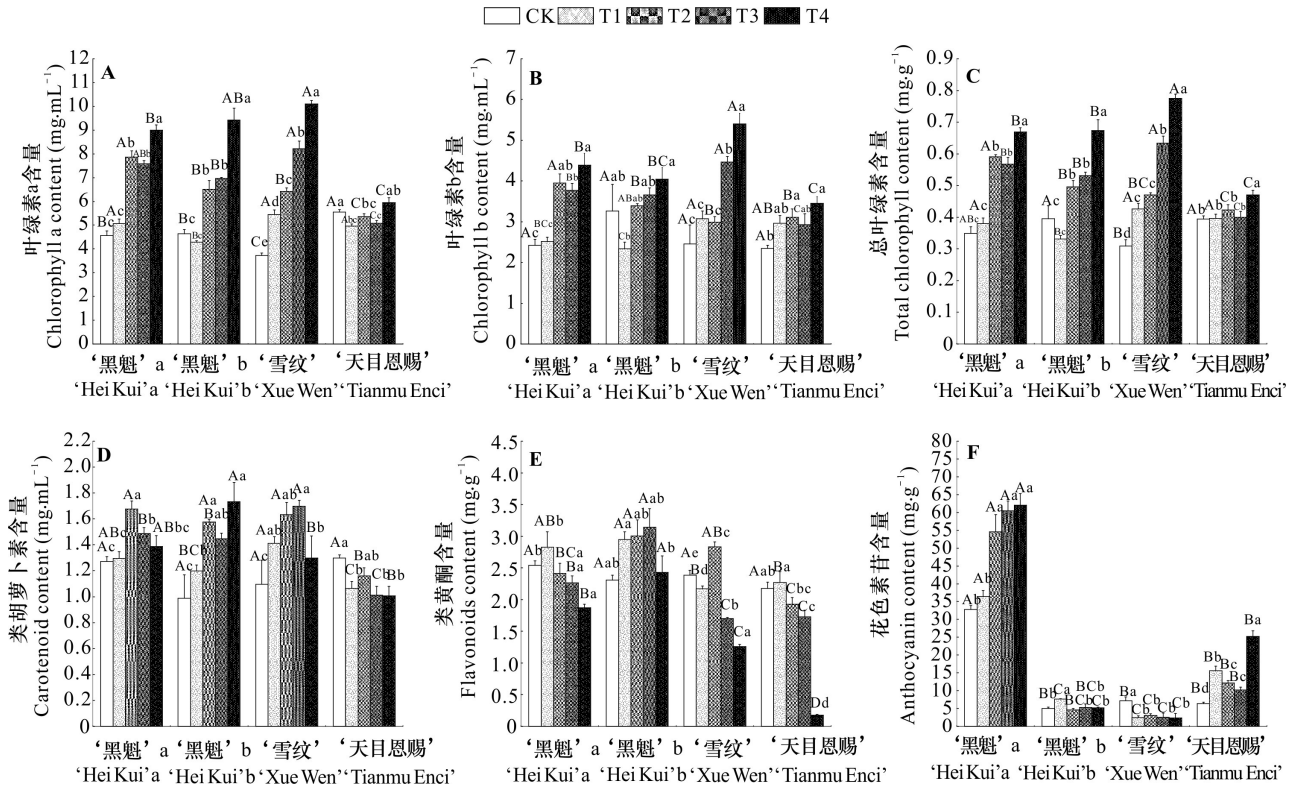 CK T1 T2 T3 T4
A
叶绿素a含量
Chlorophyll a content (mg·mL⁻¹)
12
11
10
9
8
7
6
5
4
3
2
1
0
Bc Ac Ab ABb Ba
Bc Bc Bb Bb ABa
Ce Ad Bc Ab Aa
Aa Abc Cbc Cc Cab
‘黑魁’ a ‘黑魁’ b ‘雪纹’ ‘天目恩赐’
‘Hei Kui’a ‘Hei Kui’b ‘Xue Wen’ ‘Tianmu Enci’
B
叶绿素b含量
Chlorophyll b content (mg·mL⁻¹)
7
6
5
4
3
2
1
0
Ac BCc Aab Bb Ba
Aab Cb ABab Bab BCa
Ac Ac Bc Ab Aa
Ab ABab Ba Cab Ca
‘黑魁’ a ‘黑魁’ b ‘雪纹’ ‘天目恩赐’
‘Hei Kui’a ‘Hei Kui’b ‘Xue Wen’ ‘Tianmu Enci’
C
总叶绿素含量
Total chlorophyll content (mg·g⁻¹)
0.9
0.8
0.7
0.6
0.5
0.4
0.3
0.2
0.1
0
ABc Ac Ab Bb Ba
Ac Bc Bb Bb Ba
Bd BCc Bc Ab Aa
Ab Ab Cb Cb Ca
‘黑魁’ a ‘黑魁’ b ‘雪纹’ ‘天目恩赐’
‘Hei Kui’a ‘Hei Kui’b ‘Xue Wen’ ‘Tianmu Enci’
D
类胡萝卜素含量
Carotenoid content (mg·mL⁻¹)
2.2
2.0
1.8
1.6
1.4
1.2
1.0
0.8
0.6
0.4
0.2
0
Ac ABc Aa Bb ABbc
Ac BCb Aa Bab Aa
Ac Aab Aab Aa Bb
Aa Cb Bab Cb Bb
‘黑魁’ a ‘黑魁’ b ‘雪纹’ ‘天目恩赐’
‘Hei Kui’a ‘Hei Kui’b ‘Xue Wen’ ‘Tianmu Enci’
E
类黄酮含量
Flavonoids content (mg·g⁻¹)
4.5
4.0
3.5
3.0
2.5
2.0
1.5
1.0
0.5
0
Ab ABb BCa Ba Ba
Aab Aa Aab Aab Ab
Ae Bd ABc Cb Ca
Aab Ba Cbc Cc Dd
‘黑魁’ a ‘黑魁’ b ‘雪纹’ ‘天目恩赐’
‘Hei Kui’a ‘Hei Kui’b ‘Xue Wen’ ‘Tianmu Enci’
F
花色素苷含量
Anthocyanin content (mg·g⁻¹)
80
75
70
65
60
55
50
45
40
35
30
25
20
15
10
5
0
Ab Ab Aa Aa Aa
Bb Ca BCb BCb Cb
Ba Cb Cb Cb Cb
Bd Bb Bc Bc Ba
‘黑魁’ a ‘黑魁’ b ‘雪纹’ ‘天目恩赐’
‘Hei Kui’a ‘Hei Kui’b ‘Xue Wen’ ‘Tianmu Enci’